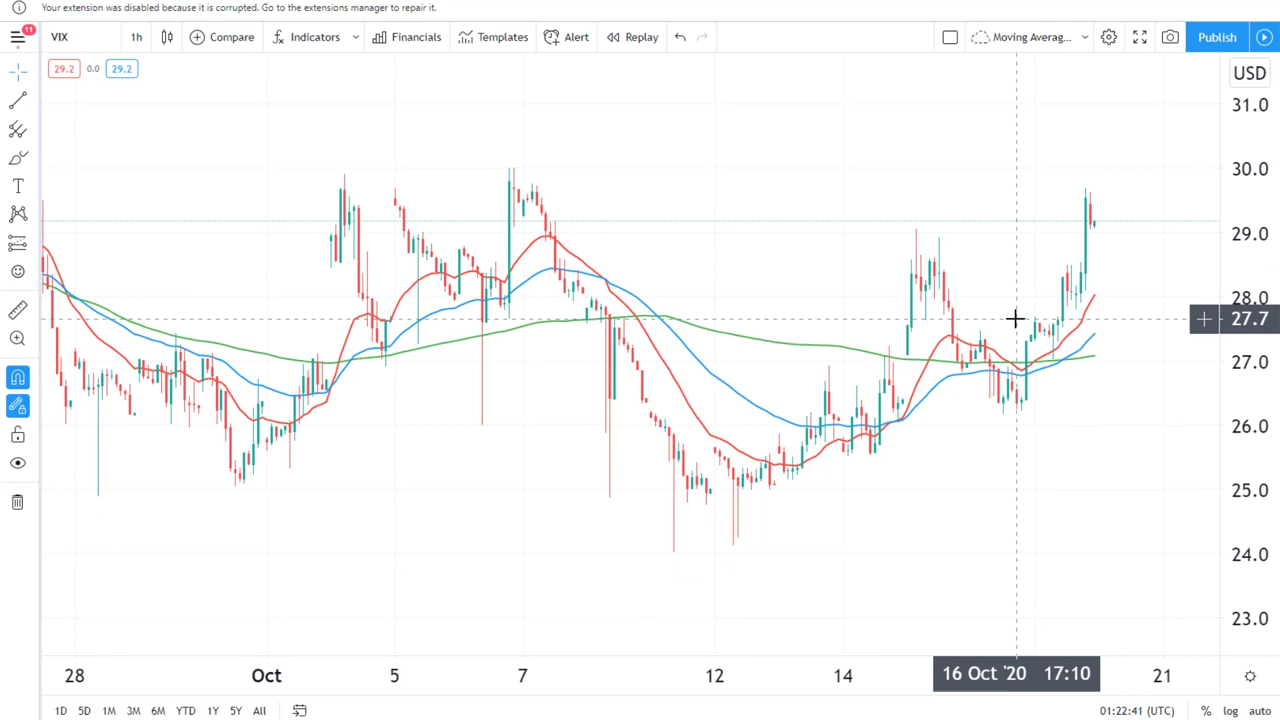 Your extension was disabled because it is corrupted. Go to the extensions manager to repair it.
11
VIX 1h Compare Indicators Financials Templates Alert Replay Moving Averag... Publish
29.2 0.0 29.2
USD
31.0
30.0
29.0
28.0
27.7
27.0
26.0
25.0
24.0
23.0
28 Oct 5 7 12 14 16 Oct '20 17:10 21
1D 5D 1M 3M 6M YTD 1Y 5Y All 01:22:41 (UTC) % log auto